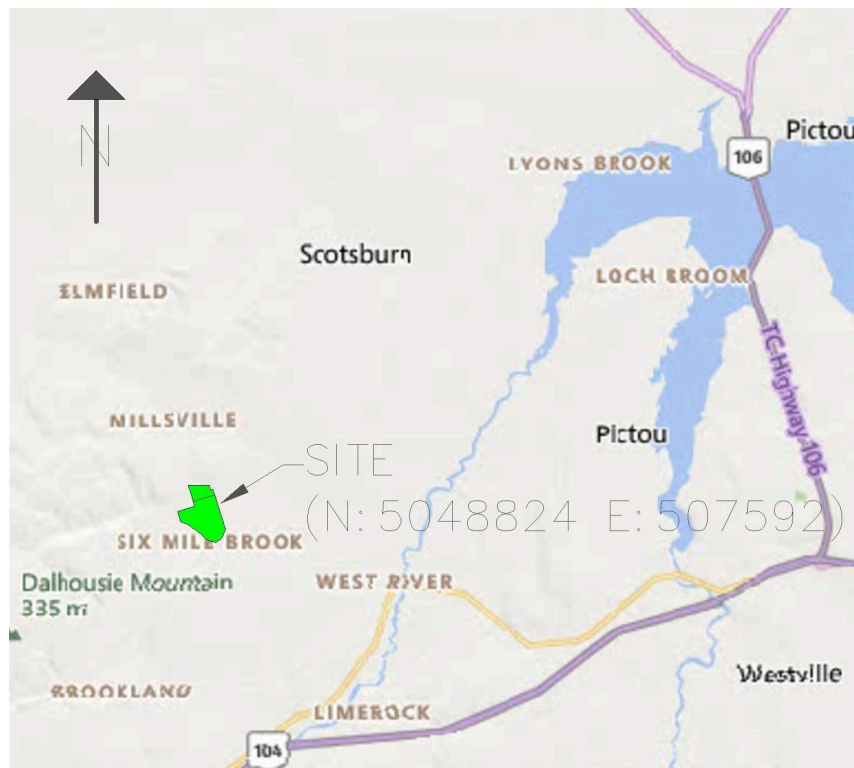 Pictou
106
LYONS BROOK
N
Scotsburn
LOCH BROOM
ELMFIELD
TC-Highway 106
MILLSVILLE
Pictou
SITE
(N: 5048824 E: 507592)
SIX MILE BROOK
Dalhousie Mountain
335 m
WEST RIVER
Westville
BROOKLAND
LIMEROCK
104